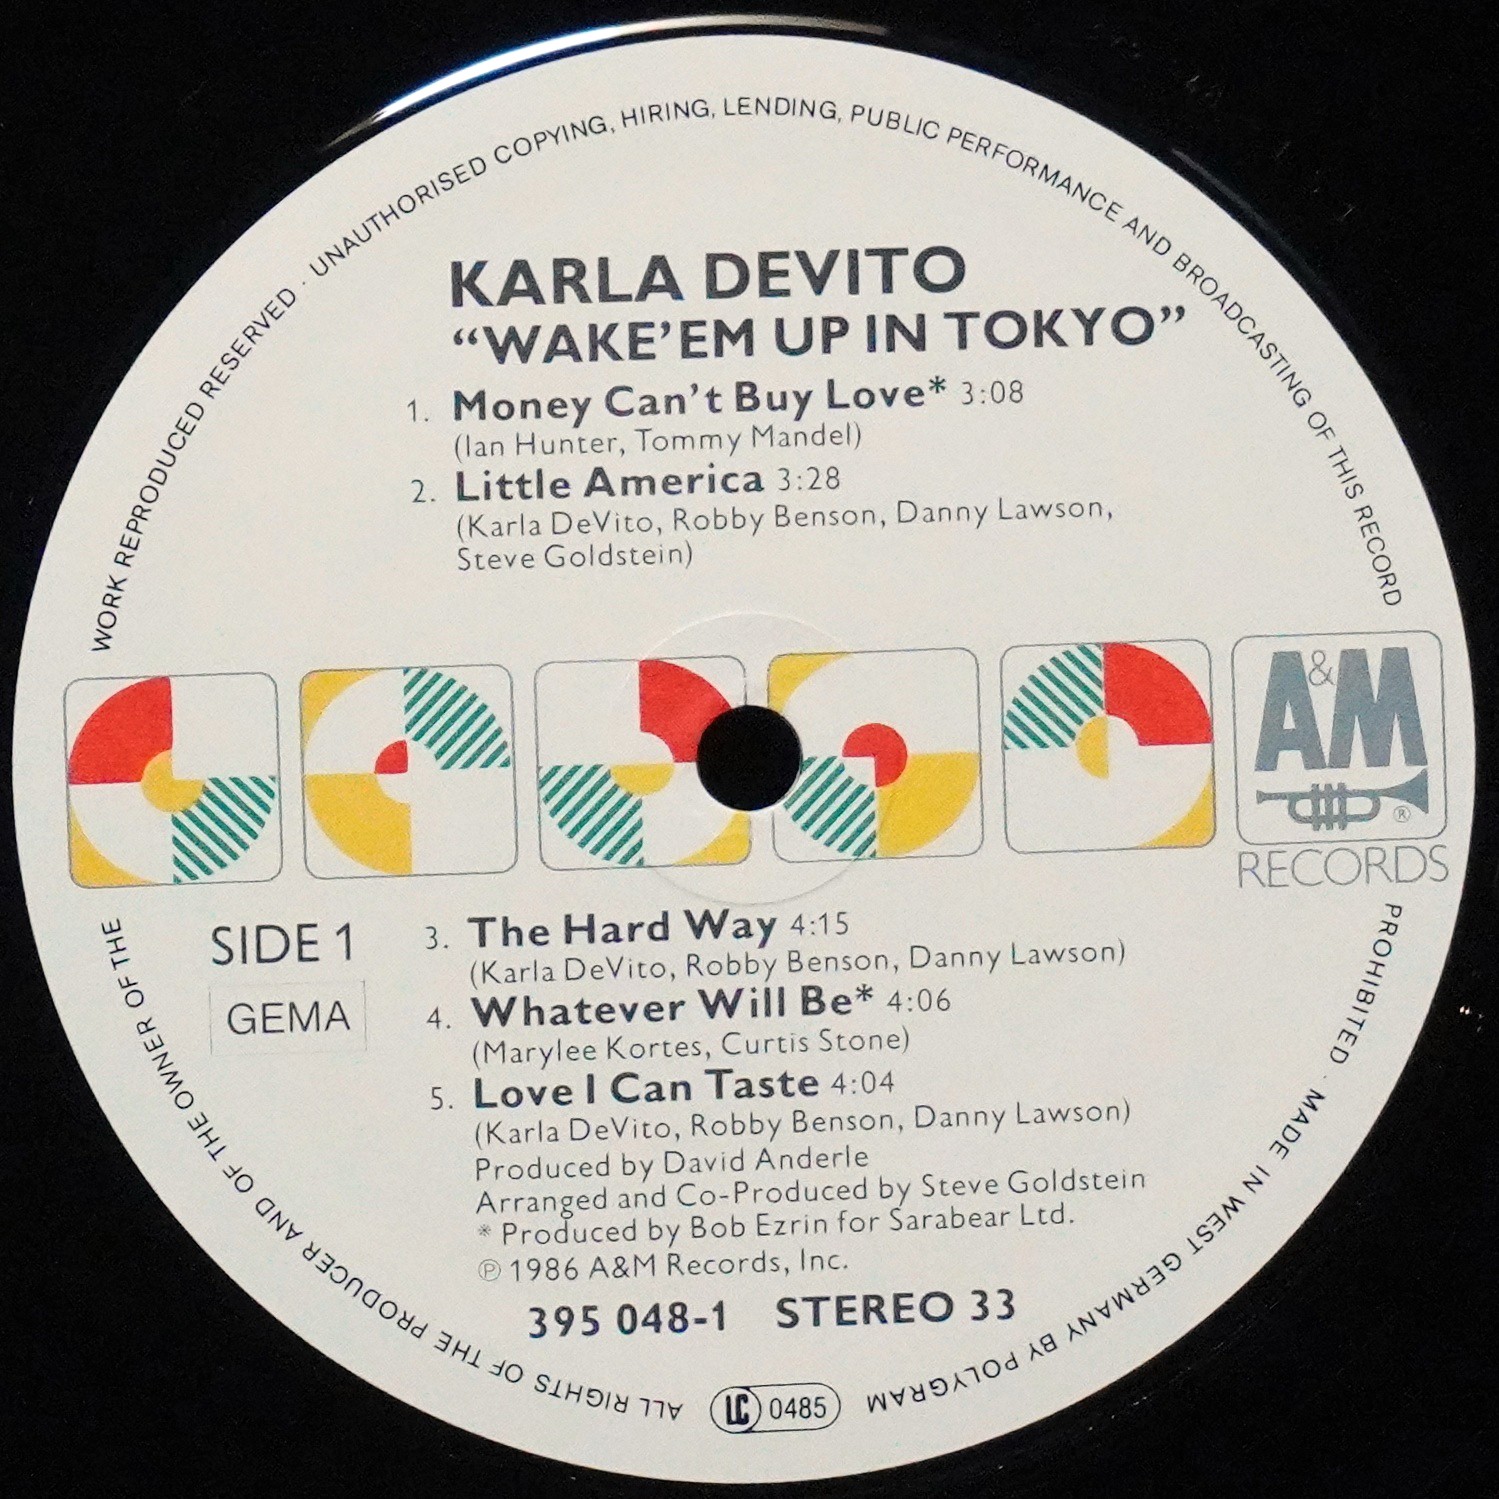 WORK REPRODUCED RESERVED · UNAUTHORISED COPYING, HIRING, LENDING, PUBLIC PERFORMANCE AND BROADCASTING OF THIS RECORD
KARLA DEVITO
“WAKE’EM UP IN TOKYO”
1. Money Can’t Buy Love* 3:08
(Ian Hunter, Tommy Mandel)
2. Little America 3:28
(Karla DeVito, Robby Benson, Danny Lawson,
Steve Goldstein)
A&M
®
RECORDS
SIDE 1
GEMA
3. The Hard Way 4:15
(Karla DeVito, Robby Benson, Danny Lawson)
4. Whatever Will Be* 4:06
(Marylee Kortes, Curtis Stone)
5. Love I Can Taste 4:04
(Karla DeVito, Robby Benson, Danny Lawson)
Produced by David Anderle
Arranged and Co-Produced by Steve Goldstein
* Produced by Bob Ezrin for Sarabear Ltd.
℗ 1986 A&M Records, Inc.
395 048-1 STEREO 33
PROHIBITED · MADE IN WEST GERMANY BY POLYGRAM
LC 0485
ALL RIGHTS OF THE PRODUCER AND OF THE OWNER OF THE